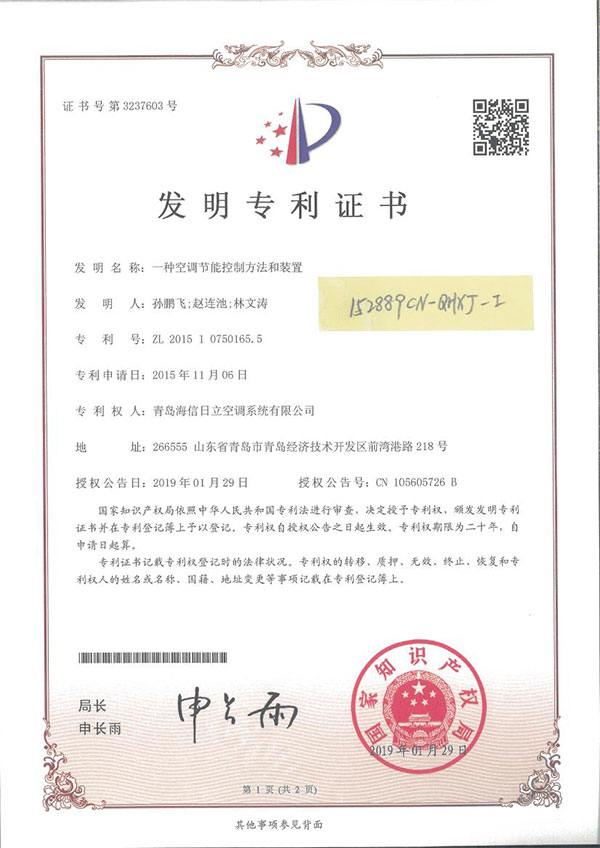 证书号第3237603号
发明专利证书
发明名称:一种空调节能控制方法和装置
发明人:孙鹏飞;赵连池;林文涛
152889CN-QHXJ-I
专利号:ZL 2015 1 0750165.5
专利申请日:2015年11月06日
专利权人:青岛海信日立空调系统有限公司
地址:266555 山东省青岛市青岛经济技术开发区前湾港路218号
授权公告日:2019年01月29日 授权公告号:CN 105605726 B
国家知识产权局依照中华人民共和国专利法进行审查,决定授予专利权,颁发发明专利
证书并在专利登记簿上予以登记。专利权自授权公告之日起生效。专利权期限为二十年,自
申请日起算。
专利证书记载专利权登记时的法律状况。专利权的转移、质押、无效、终止、恢复和专
利权人的姓名或名称、国籍、地址变更等事项记载在专利登记簿上。
局长
申长雨
申长雨
国家知识产权局
2019年01月29日
第1页(共2页)
其他事项参见背面